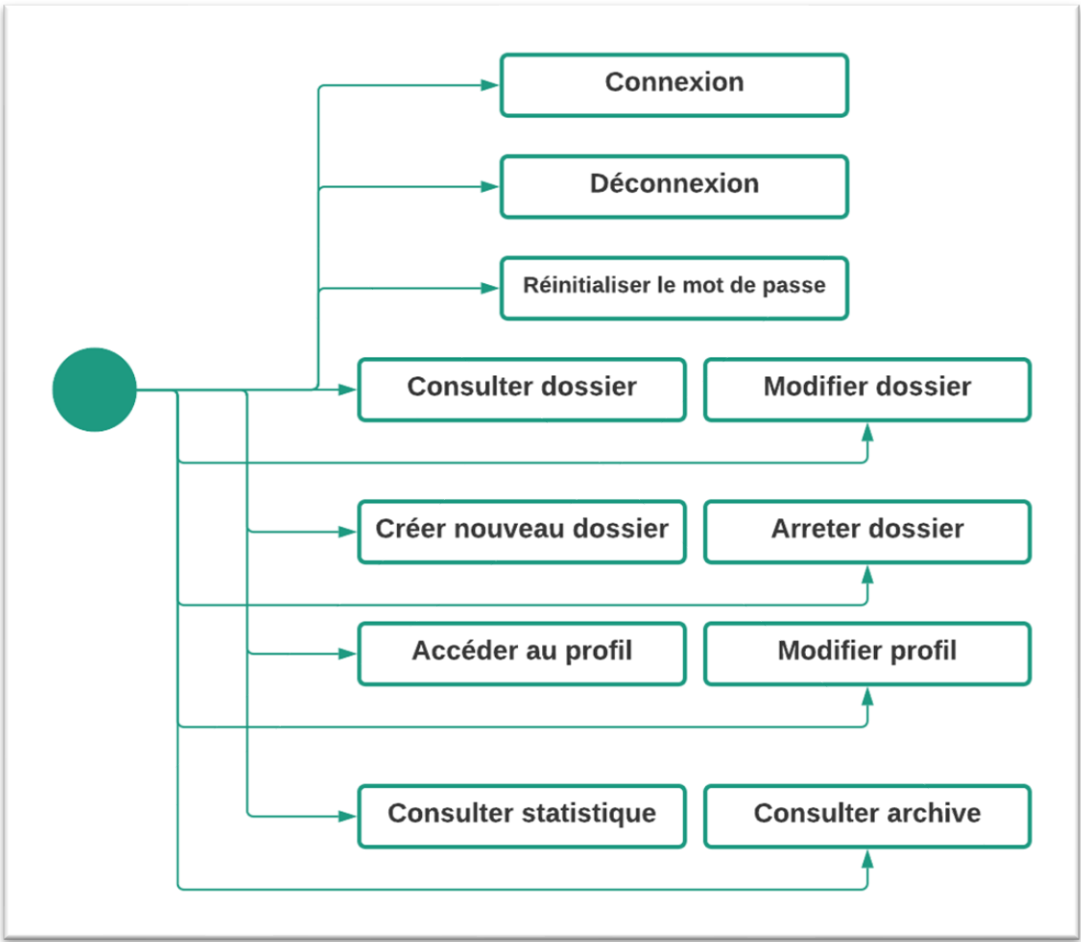 Connexion
Déconnexion
Réinitialiser le mot de passe
Consulter dossier
Modifier dossier
Créer nouveau dossier
Arreter dossier
Accéder au profil
Modifier profil
Consulter statistique
Consulter archive